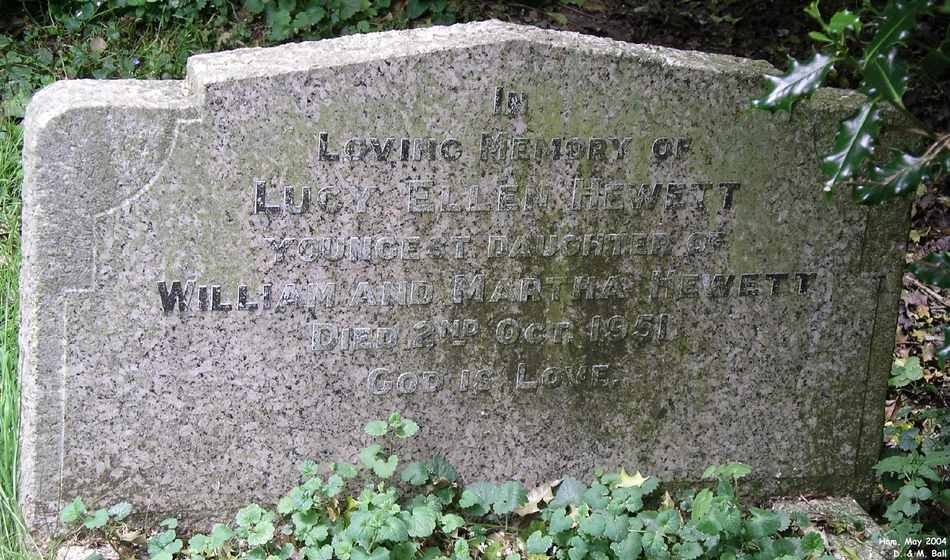 IN
LOVING MEMORY OF
LUCY ELLEN HEWETT
YOUNGEST DAUGHTER OF
WILLIAM AND MARTHA HEWETT
DIED 2ND OCT. 1951.
GOD IS LOVE.
Ham, May 2004
D. & M. Ball